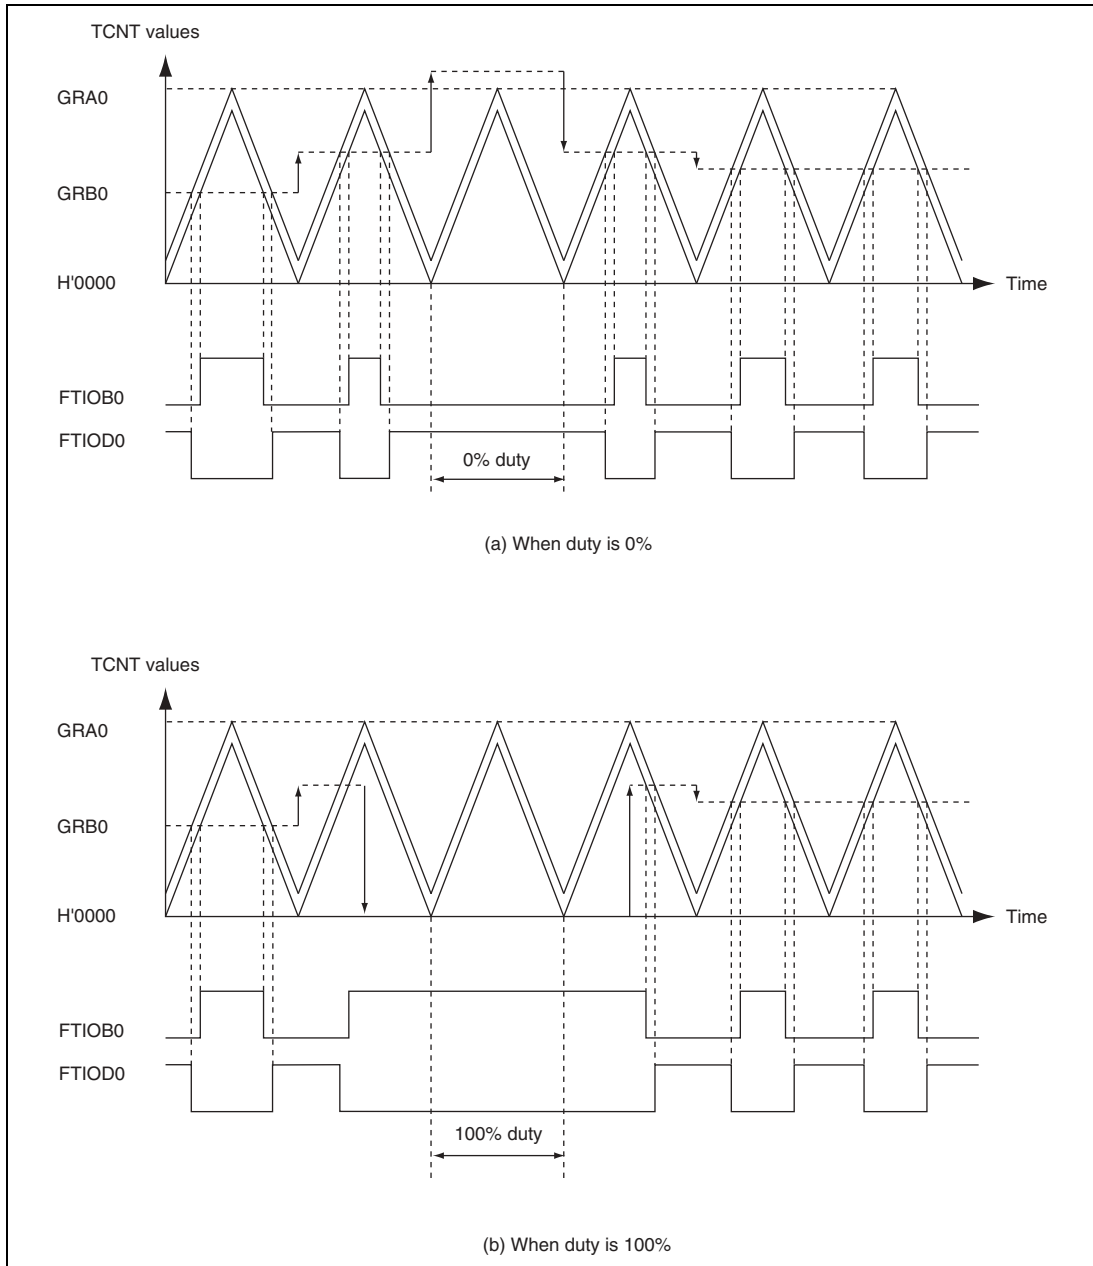 TCNT values
GRA0
GRB0
H'0000
Time
FTIOB0
FTIOD0
0% duty
(a) When duty is 0%
TCNT values
GRA0
GRB0
H'0000
Time
FTIOB0
FTIOD0
100% duty
(b) When duty is 100%